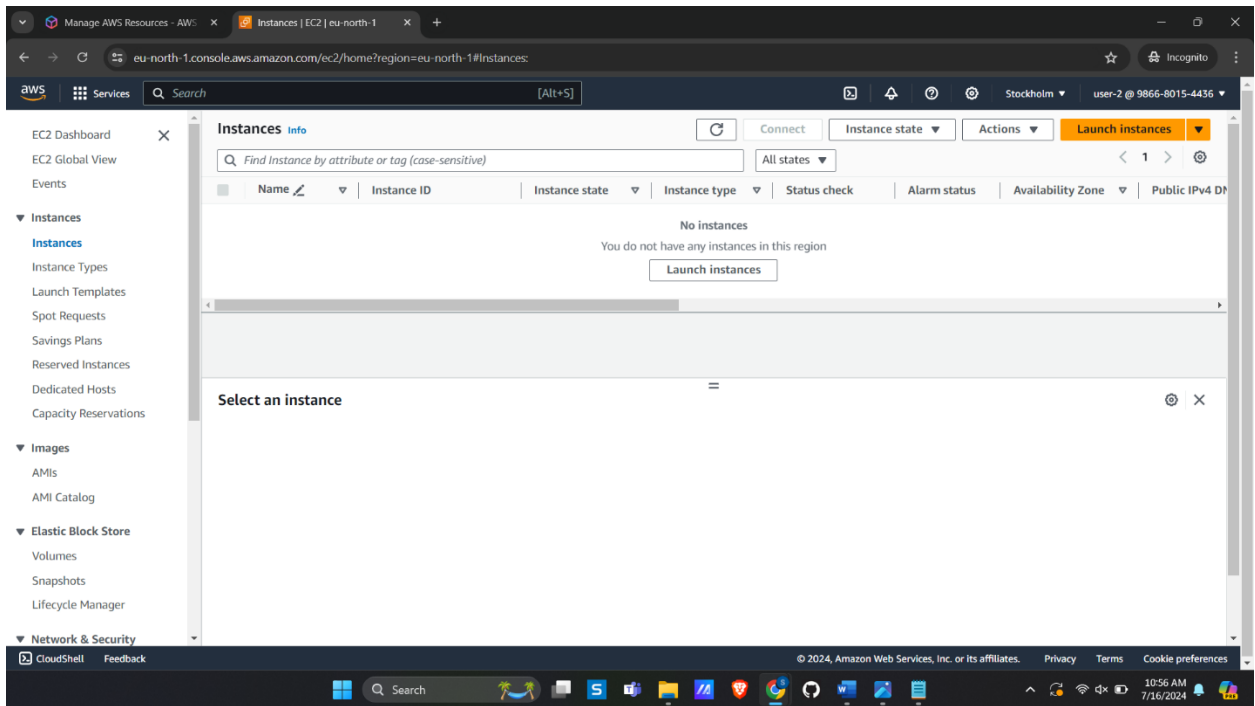 Manage AWS Resources - AWS
Instances | EC2 | eu-north-1
eu-north-1.console.aws.amazon.com/ec2/home?region=eu-north-1#Instances:
Incognito
aws
Services
Search
[Alt+S]
Stockholm
user-2 @ 9866-8015-4436
EC2 Dashboard
EC2 Global View
Events
Instances
Instances
Instance Types
Launch Templates
Spot Requests
Savings Plans
Reserved Instances
Dedicated Hosts
Capacity Reservations
Images
AMIs
AMI Catalog
Elastic Block Store
Volumes
Snapshots
Lifecycle Manager
Network & Security
Instances Info
Connect
Instance state
Actions
Launch instances
Find Instance by attribute or tag (case-sensitive)
All states
1
Name
Instance ID
Instance state
Instance type
Status check
Alarm status
Availability Zone
Public IPv4 DN
No instances
You do not have any instances in this region
Launch instances
Select an instance
CloudShell
Feedback
© 2024, Amazon Web Services, Inc. or its affiliates.
Privacy
Terms
Cookie preferences
Search
10:56 AM
7/16/2024